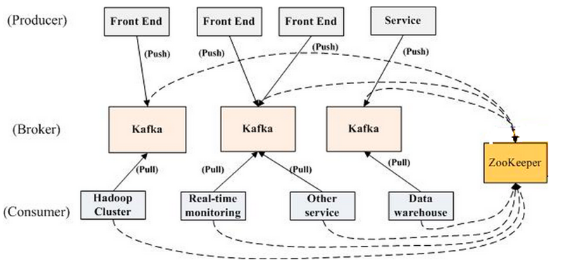 (Producer)
Front End
Front End
Front End
Service
(Push)
(Push)
(Push)
(Push)
(Broker)
Kafka
Kafka
Kafka
ZooKeeper
(Pull)
(Pull)
(Pull)
(Pull)
(Consumer)
Hadoop
Cluster
Real-time
monitoring
Other
service
Data
warehouse